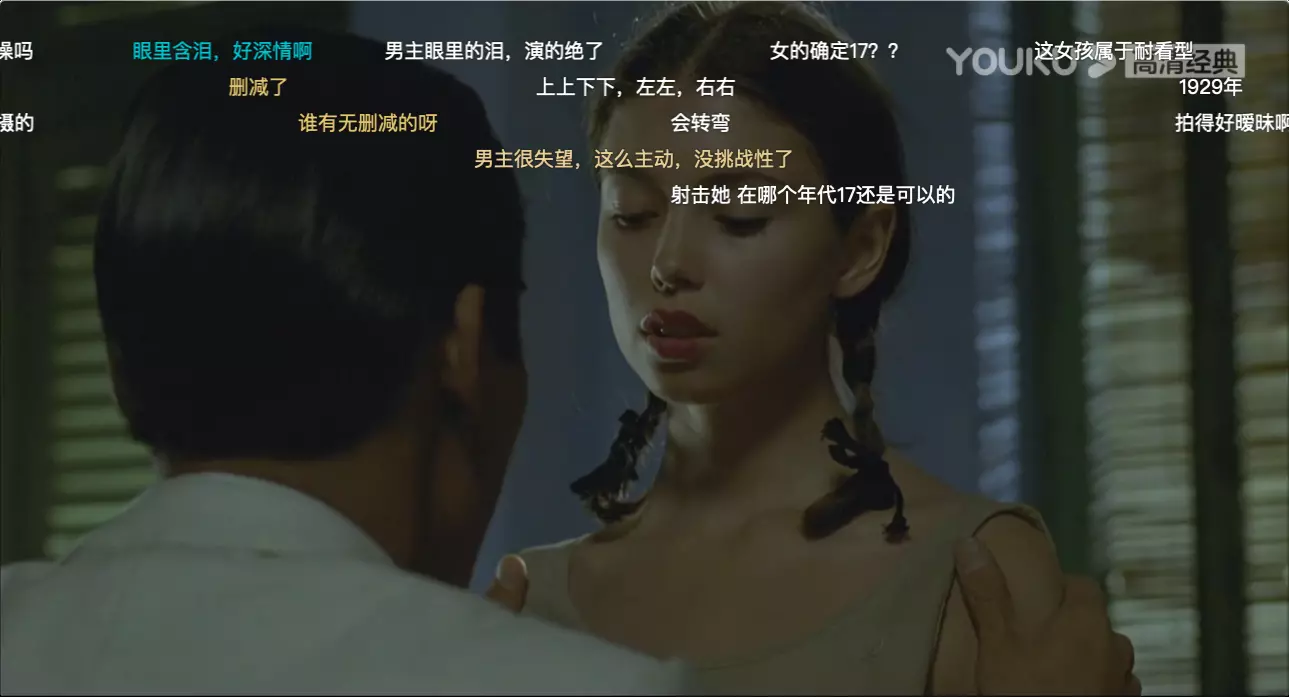 澡吗 眼里含泪，好深情啊 男主眼里的泪，演的绝了 女的确定17？？ YOUKU 高清经典 这女孩属于耐看型
删减了 上上下下，左左，右右 1929年
摄的 谁有无删减的呀 会转弯 拍得好暧昧啊
男主很失望，这么主动，没挑战性了
射击她 在哪个年代17还是可以的